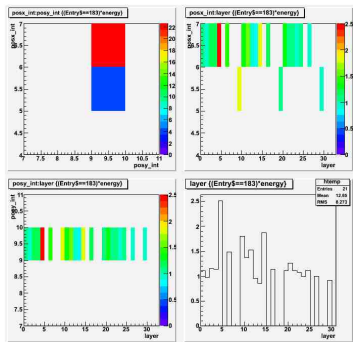 posx_int:posy_int {(Entry$==183)*energy}
posx_int
7
6.5
6
5.5
5
4.5
4
7 7.5 8 8.5 9 9.5 10 10.5 11
posy_int
22
20
18
16
14
12
10
8
6
4
2
0
posx_int:layer {(Entry$==183)*energy}
posx_int
7
6.5
6
5.5
5
4.5
4
0 5 10 15 20 25 30
layer
2.5
2
1.5
1
0.5
0
posy_int:layer {(Entry$==183)*energy}
posy_int
11
10.5
10
9.5
9
8.5
8
7.5
7
0 5 10 15 20 25 30
layer
2.5
2
1.5
1
0.5
0
layer {(Entry$==183)*energy}
htemp
Entries 21
Mean
RMS 8.272
2.5
2
1.5
1
0.5
0
0 5 10 15 20 25 30
layer